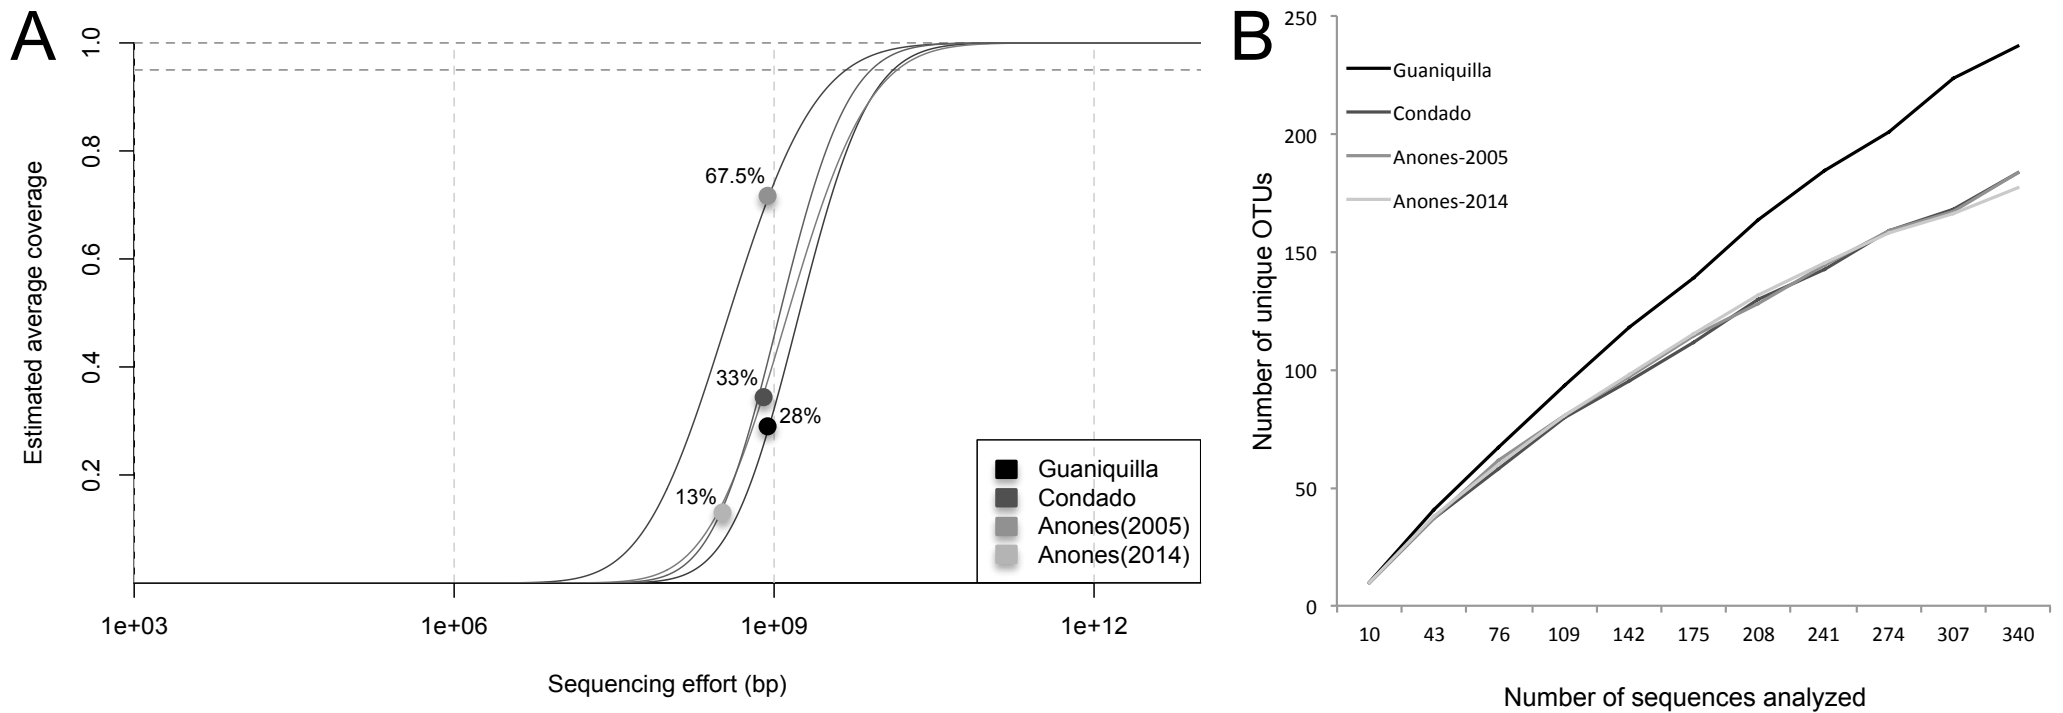 A
Estimated average coverage
1.0
0.8
0.6
0.4
0.2
67.5%
33%
28%
13%
Guaniquilla
Condado
Anones(2005)
Anones(2014)
1e+03 1e+06 1e+09 1e+12
Sequencing effort (bp)
B
Number of unique OTUs
250
200
150
100
50
0
Guaniquilla
Condado
Anones-2005
Anones-2014
10 43 76 109 142 175 208 241 274 307 340
Number of sequences analyzed